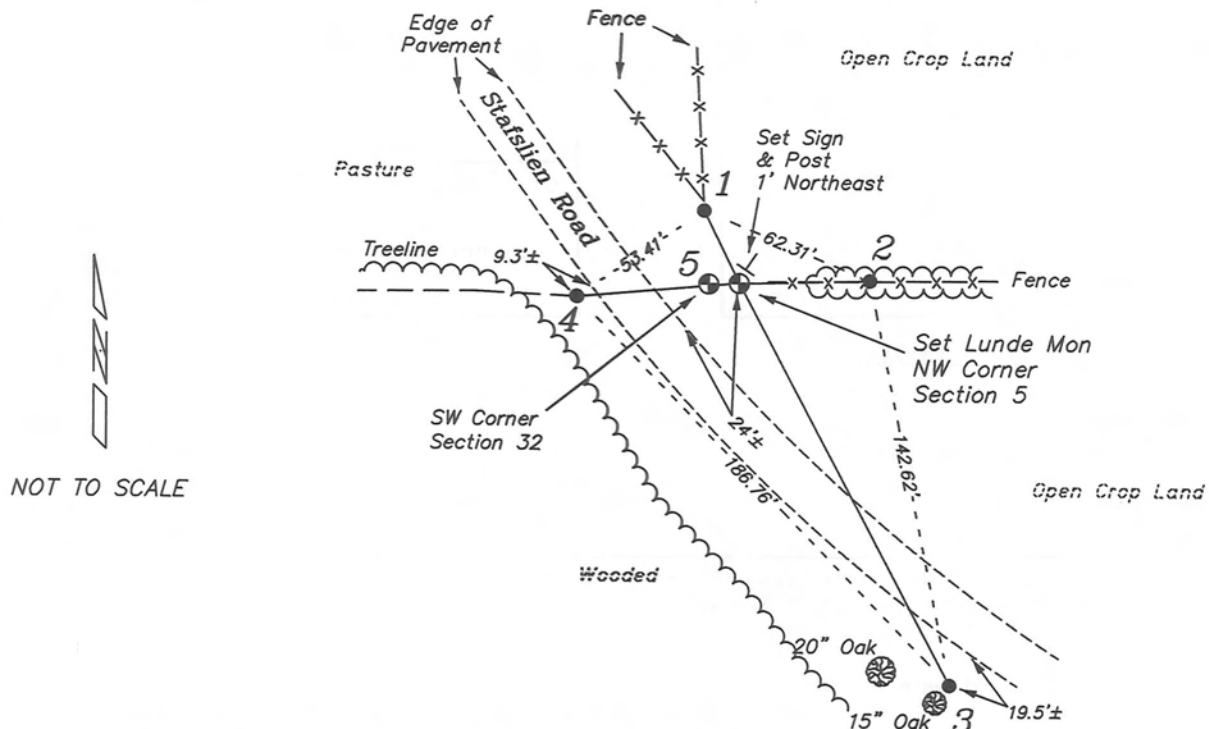 Edge of
Pavement
Fence
Open Crop Land
Stafslien Road
Set Sign
& Post
1' Northeast
Pasture
1
Treeline
9.3'±
53.41'
62.31'
2
5
Fence
4
N
Set Lunde Mon
NW Corner
Section 5
SW Corner
Section 32
24'±
142.62'
186.76'
NOT TO SCALE
Open Crop Land
Wooded
20" Oak
15" Oak
3
19.5'±